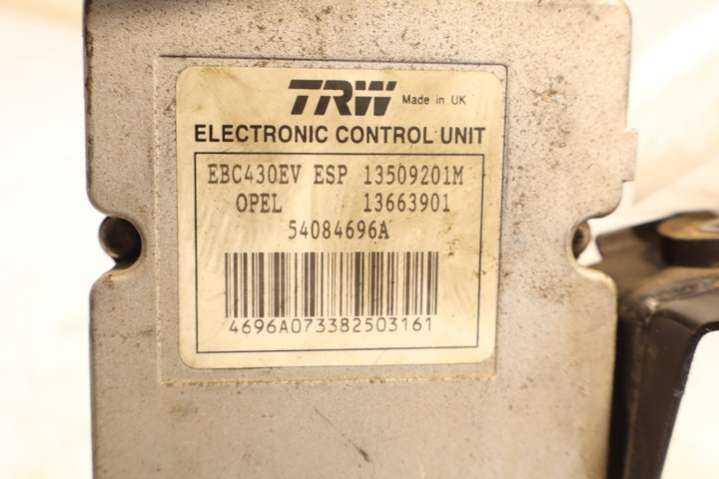 TRW Made in UK
ELECTRONIC CONTROL UNIT
EBC430EV ESP 13509201M
OPEL 13663901
54084696A
4696A073382503161